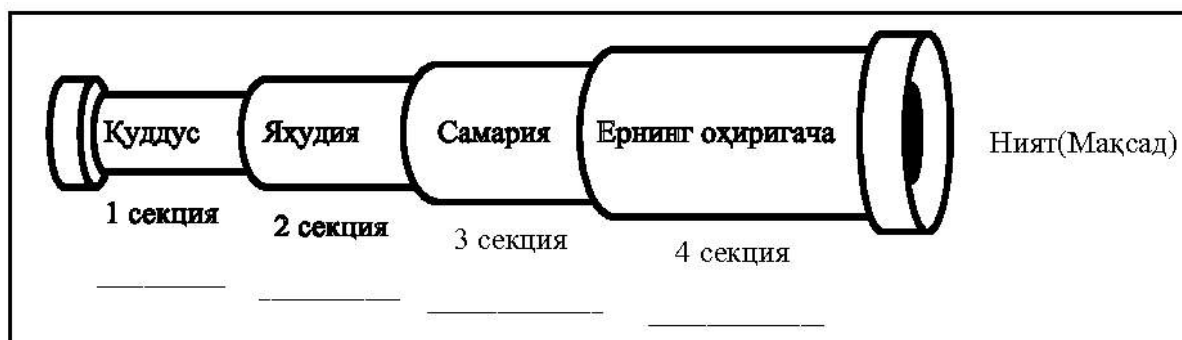 Қуддус Яҳудия Самария Ернинг оҳиригача Ният(Мақсад)
1 секция 2 секция 3 секция 4 секция